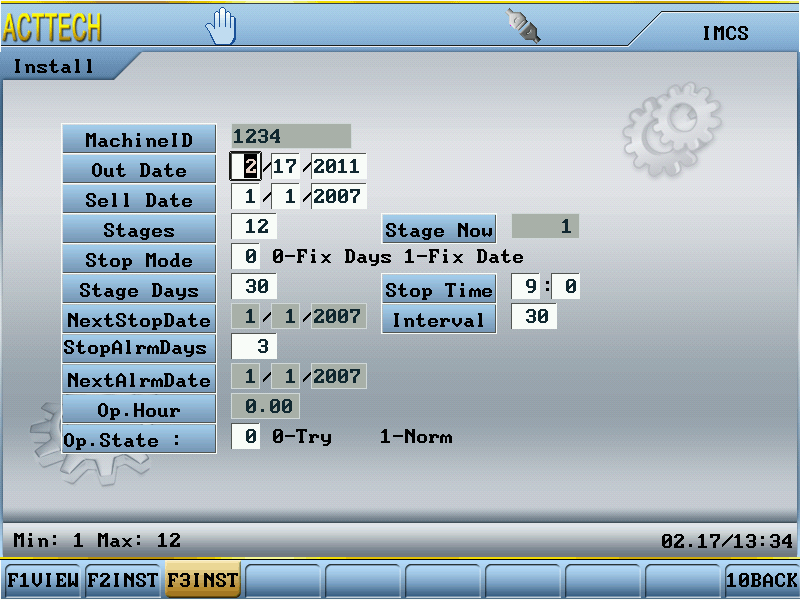 ACTTECH
IMCS
Install
MachineID 1234
Out Date 2/17/2011
Sell Date 1/ 1/2007
Stages 12 Stage Now 1
Stop Mode 0 0-Fix Days 1-Fix Date
Stage Days 30 Stop Time 9: 0
NextStopDate 1/ 1/2007 Interval 30
StopAlrmDays 3
NextAlrmDate 1/ 1/2007
Op.Hour 0.00
Op.State : 0 0-Try 1-Norm
Min: 1 Max: 12 02.17/13:34
F1VIEW F2INST F3INST 10BACK